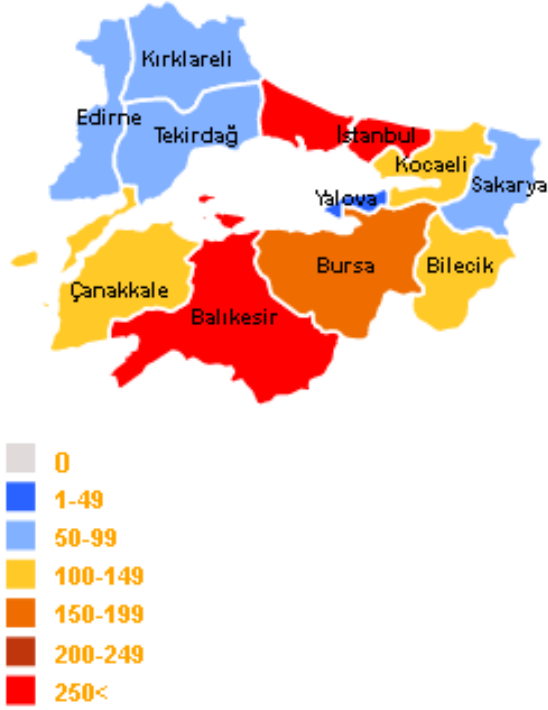 Kırklareli
Edirne
Tekirdağ
İstanbul
Kocaeli
Sakarya
Yalova
Çanakkale
Balıkesir
Bursa
Bilecik
0
1-49
50-99
100-149
150-199
200-249
250<